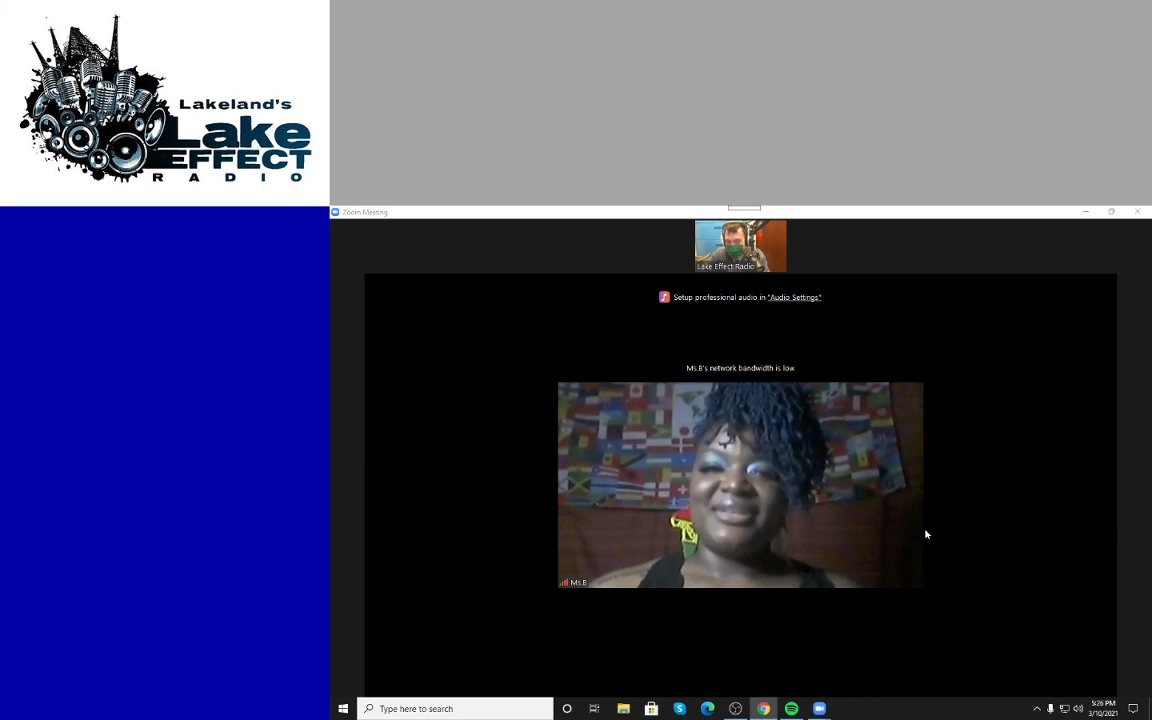 Lakeland's
Lake
EFFECT
RADIO
Zoom Meeting
Lake Effect Radio
Setup professional audio in "Audio Settings"
Ms.B's network bandwidth is low
Ms.B
Type here to search
5:26 PM
3/10/2021